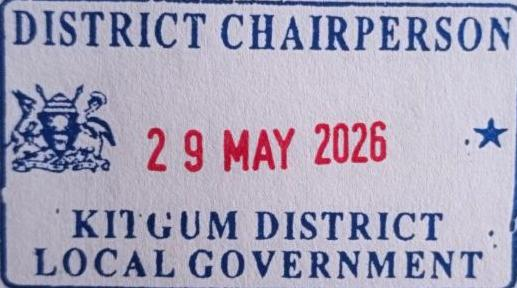 DISTRICT CHAIRPERSON
29 MAY 2026
KITGUM DISTRICT
LOCAL GOVERNMENT